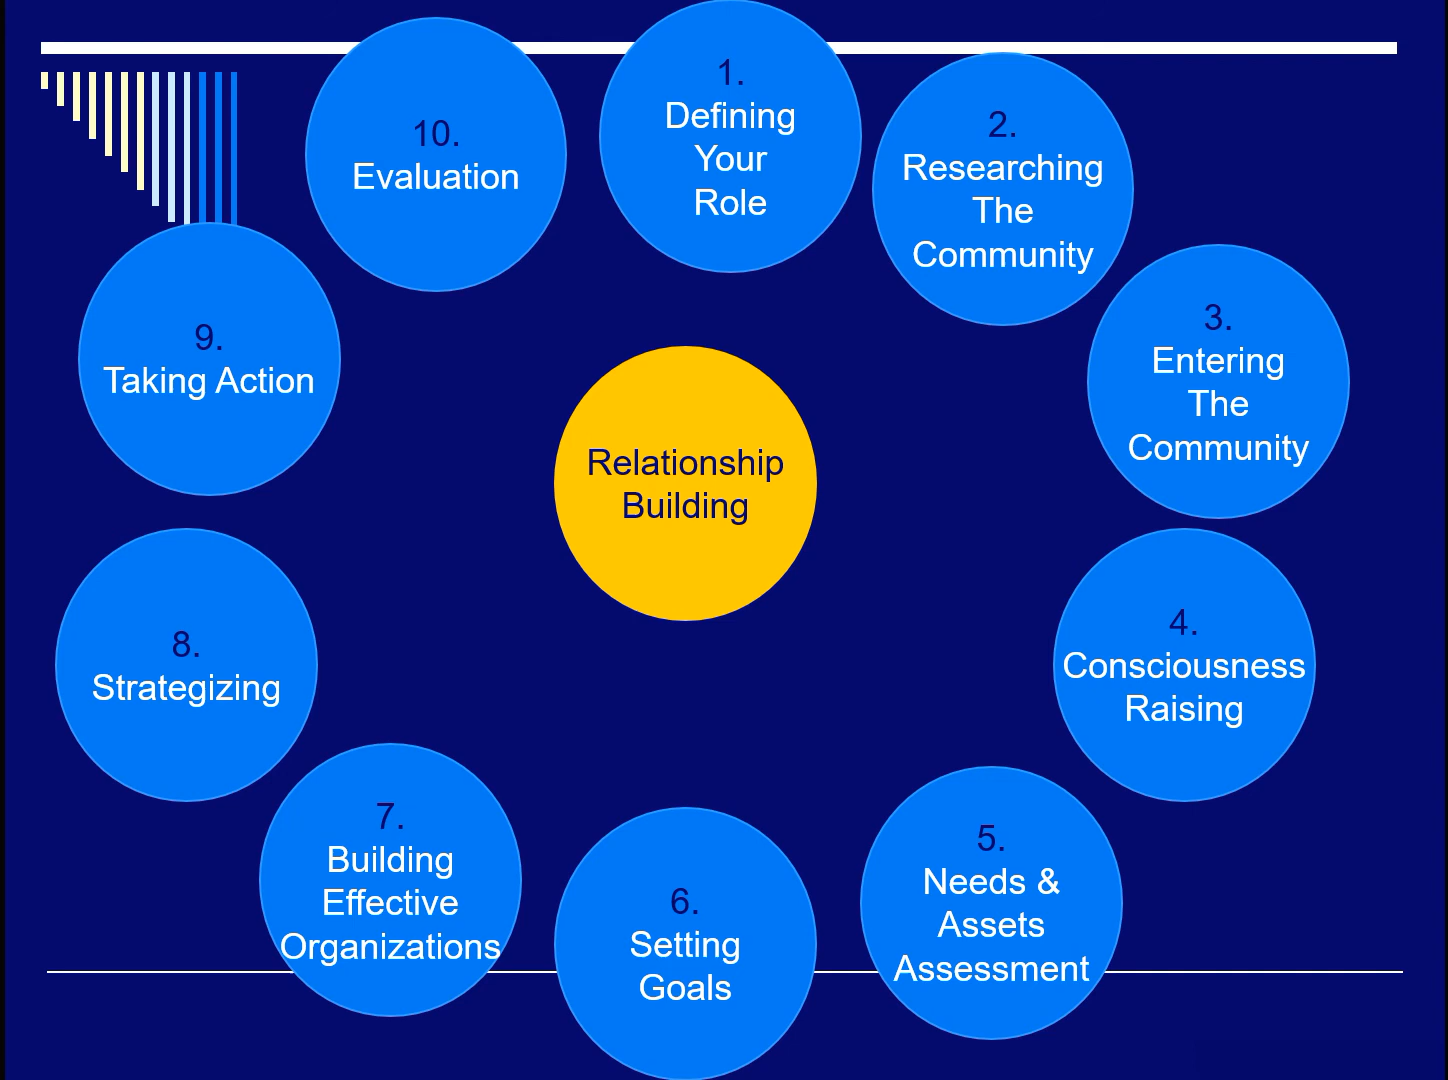 1.
Defining
Your
Role
2.
Researching
The
Community
3.
Entering
The
Community
4.
Consciousness
Raising
5.
Needs &
Assets
Assessment
6.
Setting
Goals
7.
Building
Effective
Organizations
8.
Strategizing
9.
Taking Action
10.
Evaluation
Relationship
Building